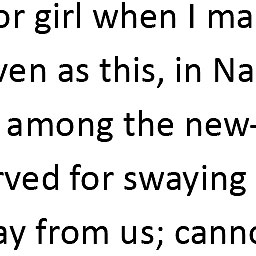 or girl when I ma
ven as this, in Na
among the new-
rved for swaying
ay from us; canno